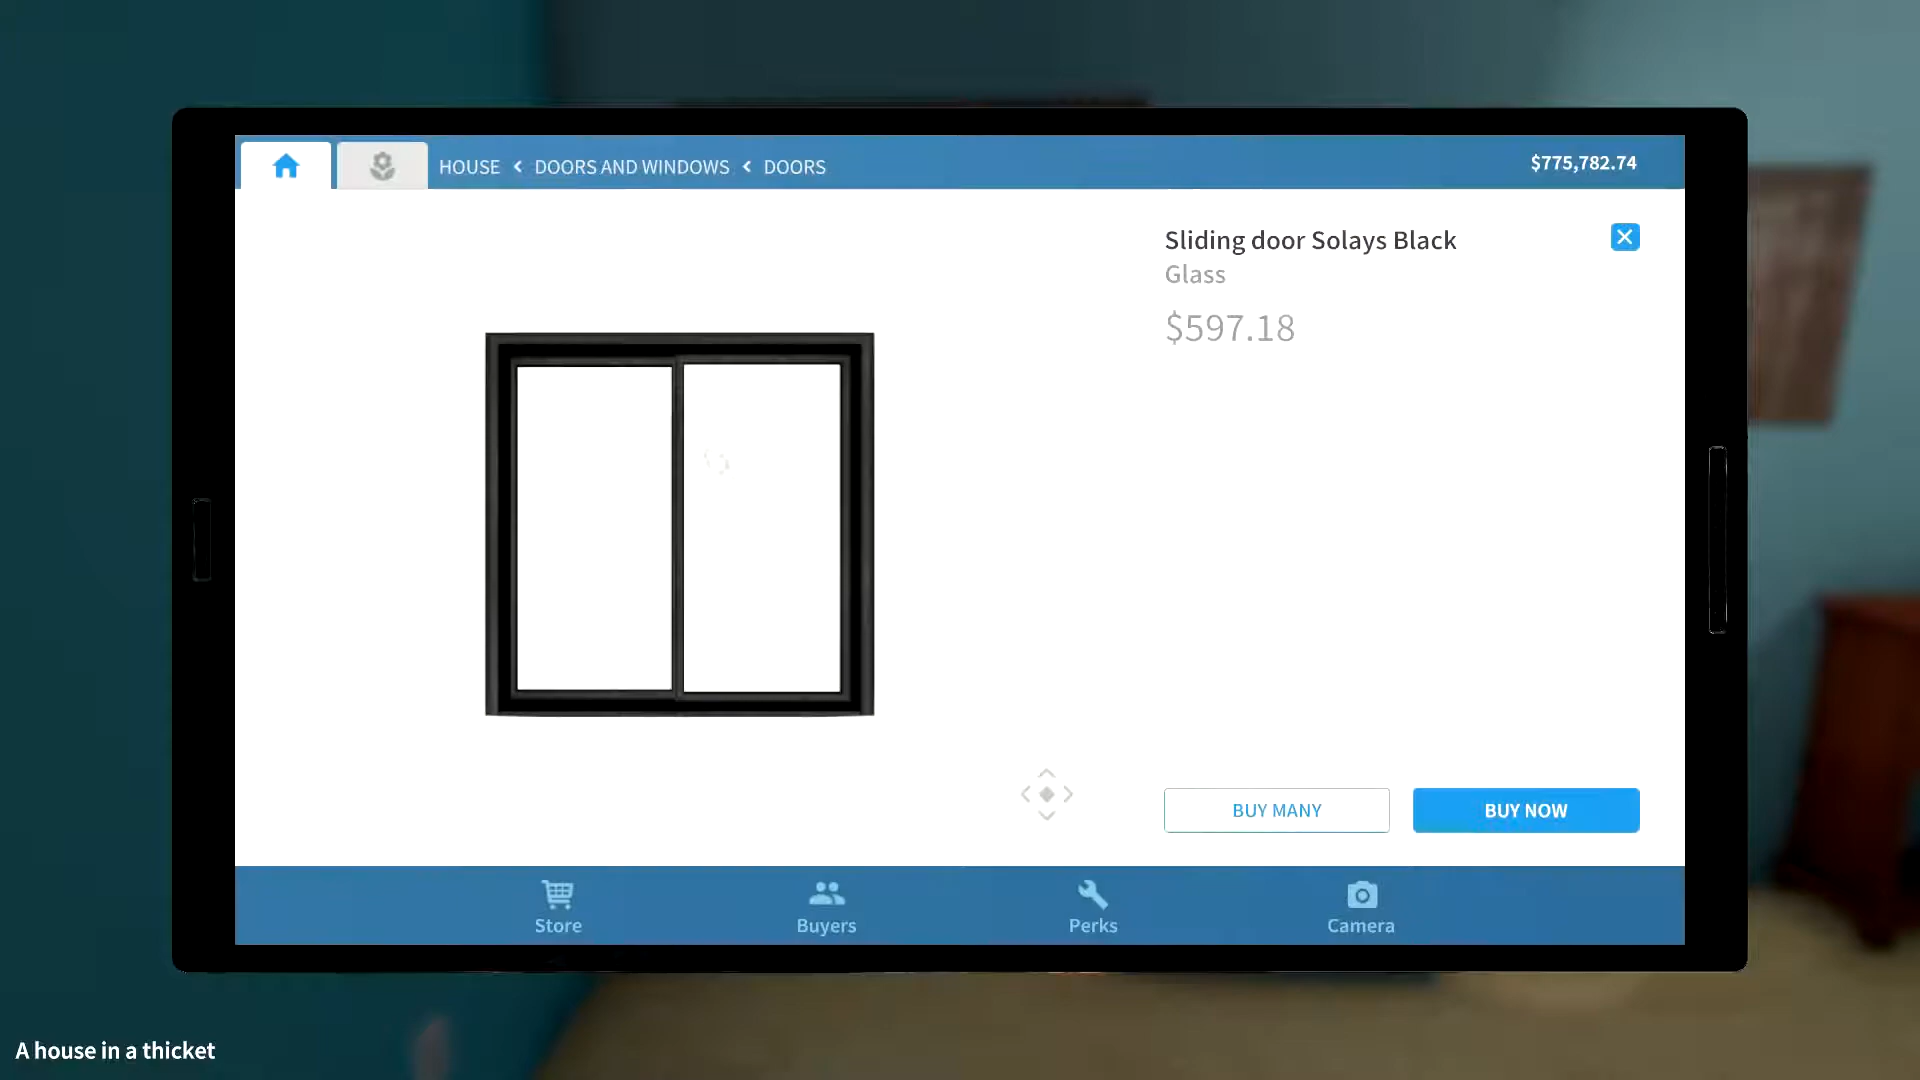 HOUSE < DOORS AND WINDOWS < DOORS
$775,782.74
Sliding door Solays Black
Glass
$597.18
BUY MANY
BUY NOW
Store
Buyers
Perks
Camera
A house in a thicket